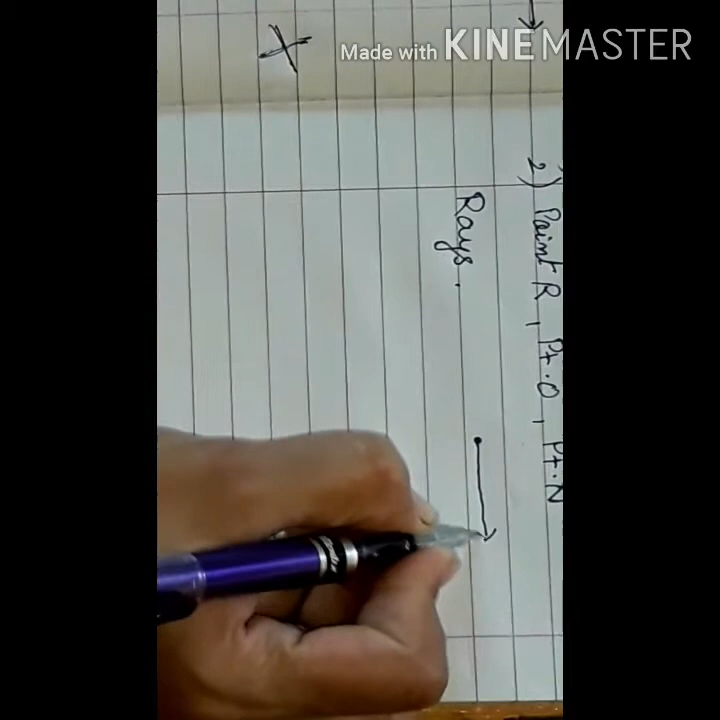 Made with KINEMASTER
2) Point R, Pt. O, Pt. N
Rays.